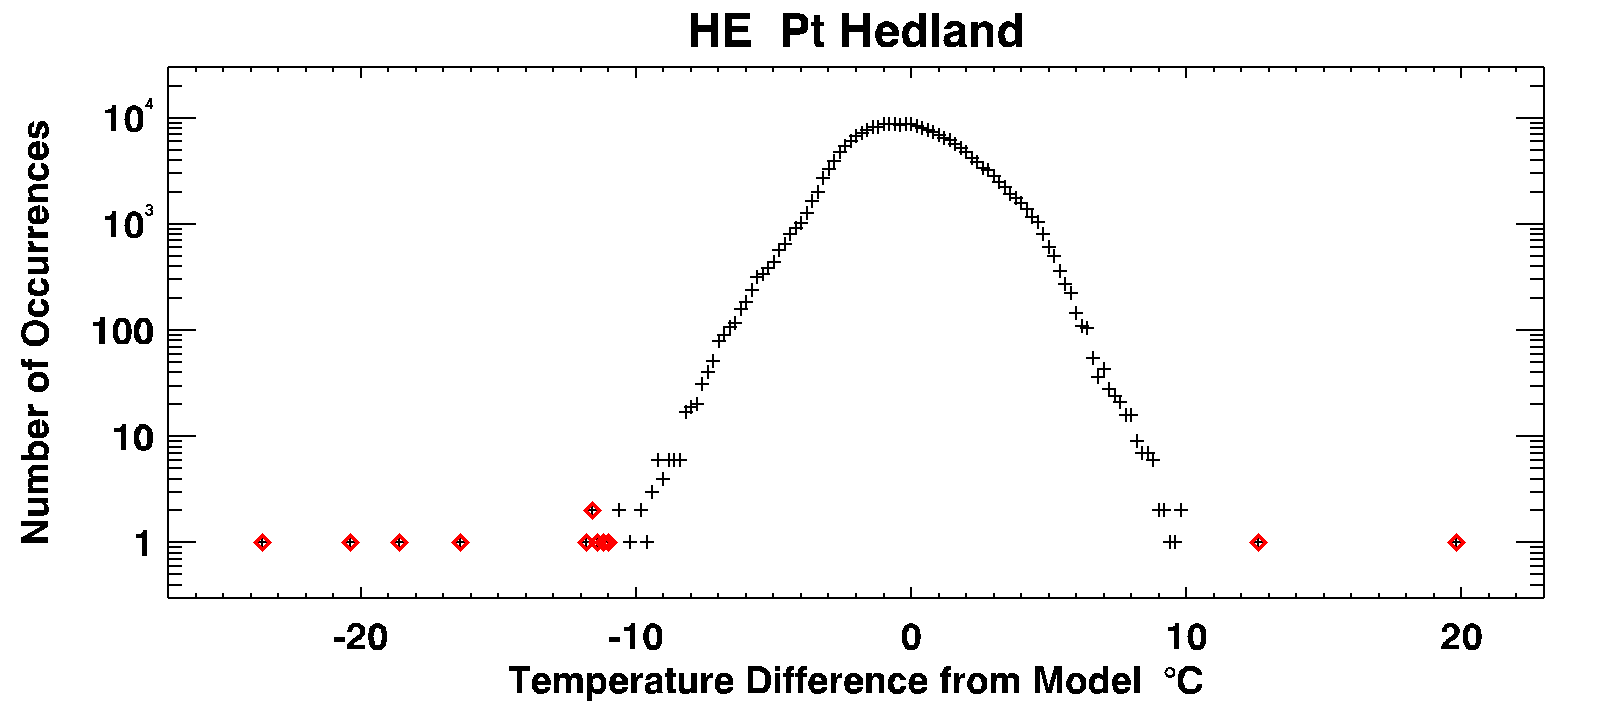 HE Pt Hedland
Number of Occurrences
10⁴
10³
100
10
1
-20 -10 0 10 20
Temperature Difference from Model °C